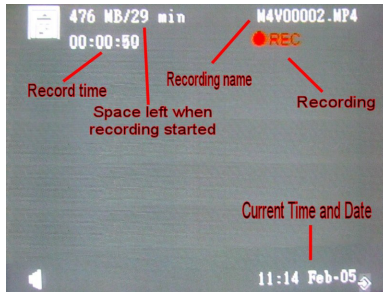 476 MB/29 min
M4V00002.MP4
00:00:50
REC
Record time
Recording name
Recording
Space left when
recording started
Current Time and Date
11:14 Feb-05